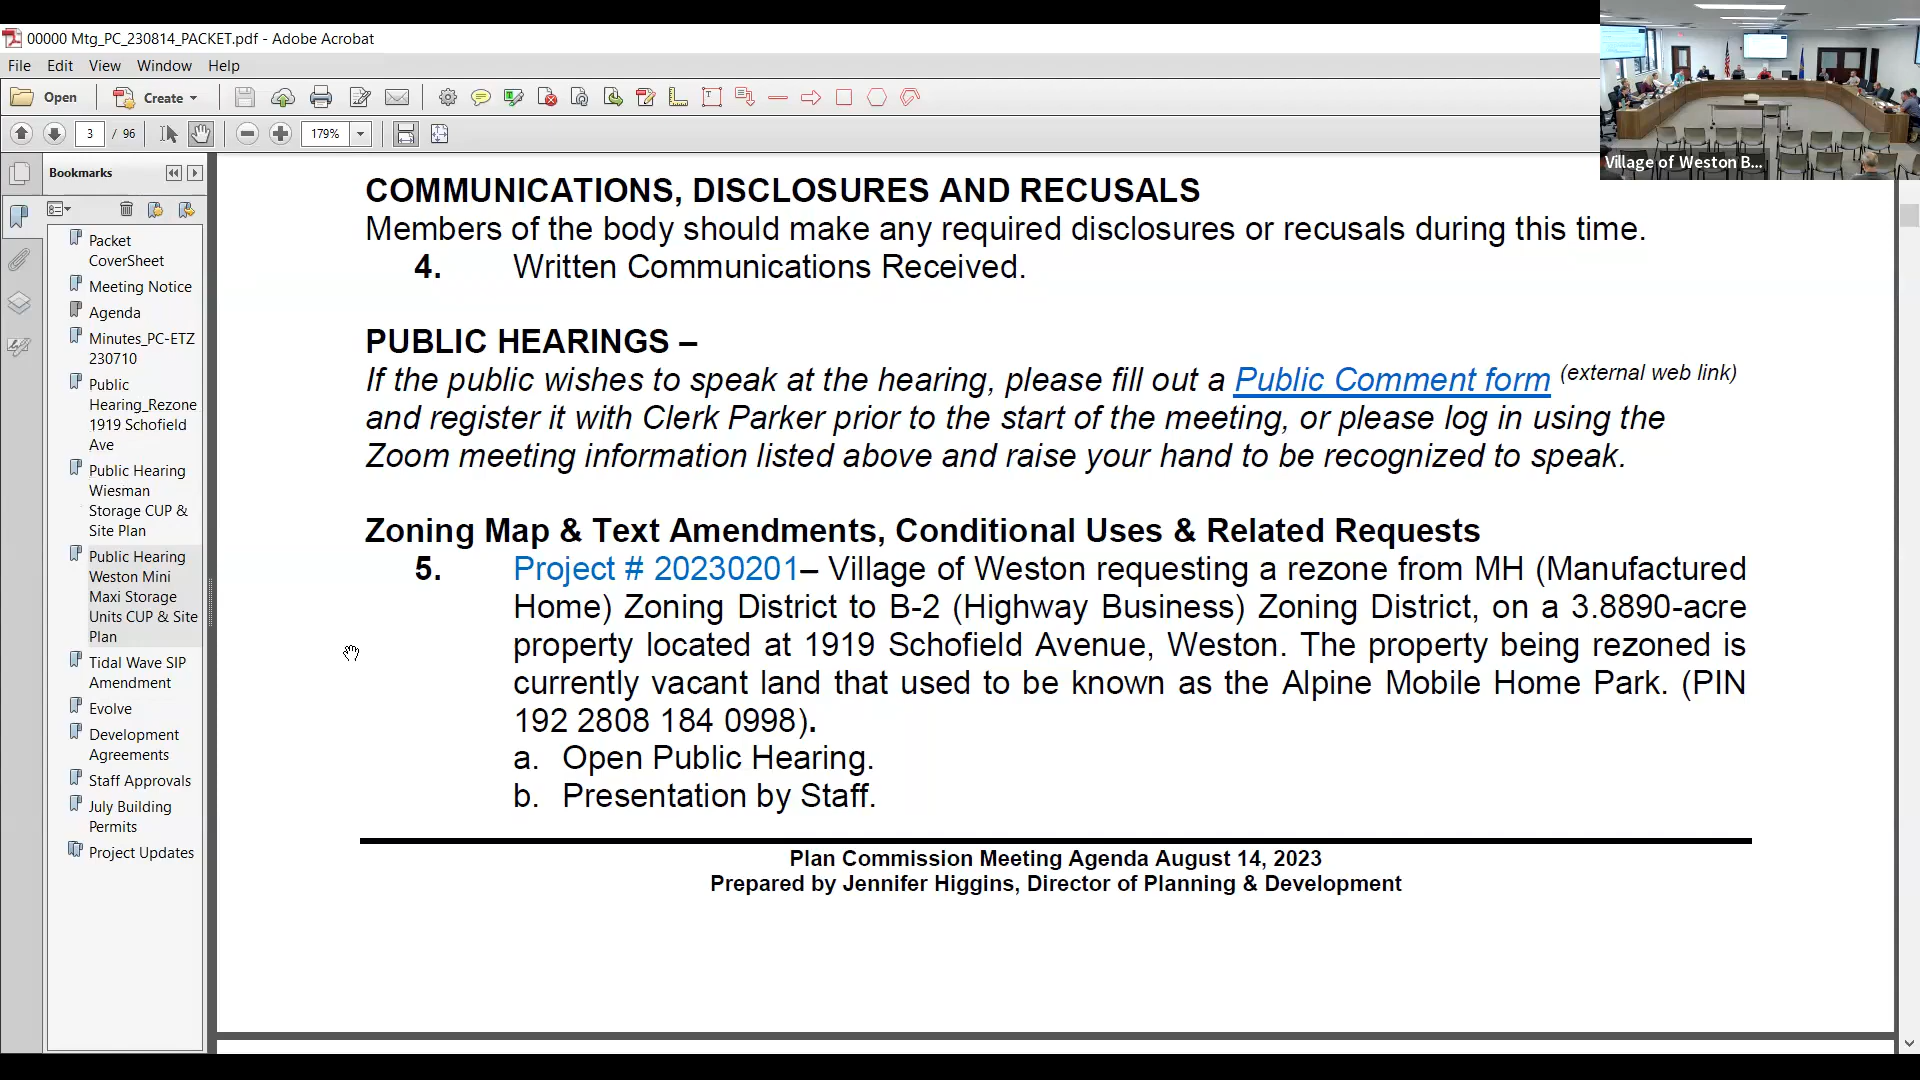 00000 Mtg_PC_230814_PACKET.pdf - Adobe Acrobat
File Edit View Window Help
Open Create
3 / 96 179%
Village of Weston B...
Bookmarks
Packet
CoverSheet
Meeting Notice
Agenda
Minutes_PC-ETZ
230710
Public
Hearing_Rezone
1919 Schofield
Ave
Public Hearing
Wiesman
Storage CUP &
Site Plan
Public Hearing
Weston Mini
Maxi Storage
Units CUP & Site
Plan
Tidal Wave SIP
Amendment
Evolve
Development
Agreements
Staff Approvals
July Building
Permits
Project Updates
COMMUNICATIONS, DISCLOSURES AND RECUSALS
Members of the body should make any required disclosures or recusals during this time.
4. Written Communications Received.
PUBLIC HEARINGS –
If the public wishes to speak at the hearing, please fill out a Public Comment form (external web link)
and register it with Clerk Parker prior to the start of the meeting, or please log in using the
Zoom meeting information listed above and raise your hand to be recognized to speak.
Zoning Map & Text Amendments, Conditional Uses & Related Requests
5. Project # 20230201– Village of Weston requesting a rezone from MH (Manufactured
Home) Zoning District to B-2 (Highway Business) Zoning District, on a 3.8890-acre
property located at 1919 Schofield Avenue, Weston. The property being rezoned is
currently vacant land that used to be known as the Alpine Mobile Home Park. (PIN
192 2808 184 0998).
a. Open Public Hearing.
b. Presentation by Staff.
Plan Commission Meeting Agenda August 14, 2023
Prepared by Jennifer Higgins, Director of Planning & Development